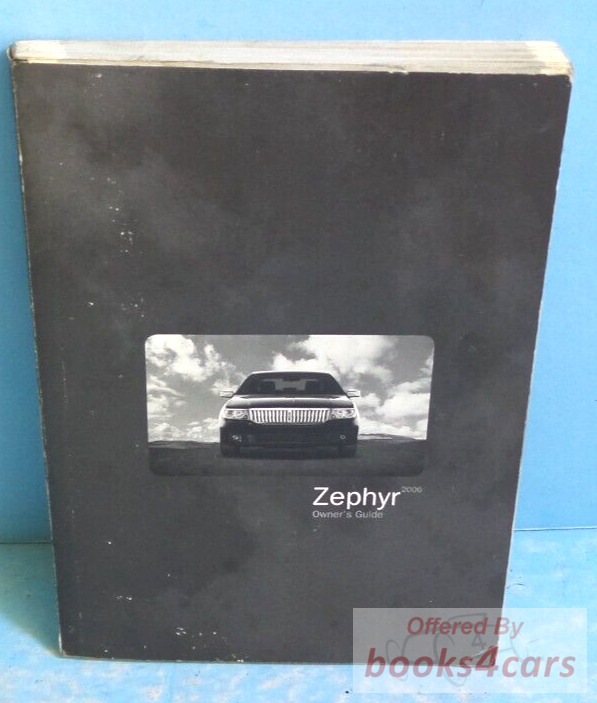 Zephyr 2006
Owner's Guide
Offered By
books4cars